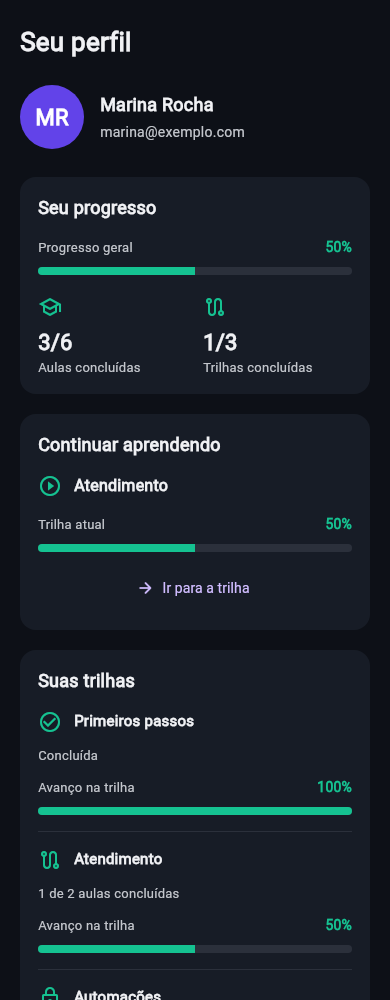 Seu perfil
MR
Marina Rocha
marina@exemplo.com
Seu progresso
Progresso geral 50%
3/6 1/3
Aulas concluídas Trilhas concluídas
Continuar aprendendo
Atendimento
Trilha atual 50%
Ir para a trilha
Suas trilhas
Primeiros passos
Concluída
Avanço na trilha 100%
Atendimento
1 de 2 aulas concluídas
Avanço na trilha 50%
Automações